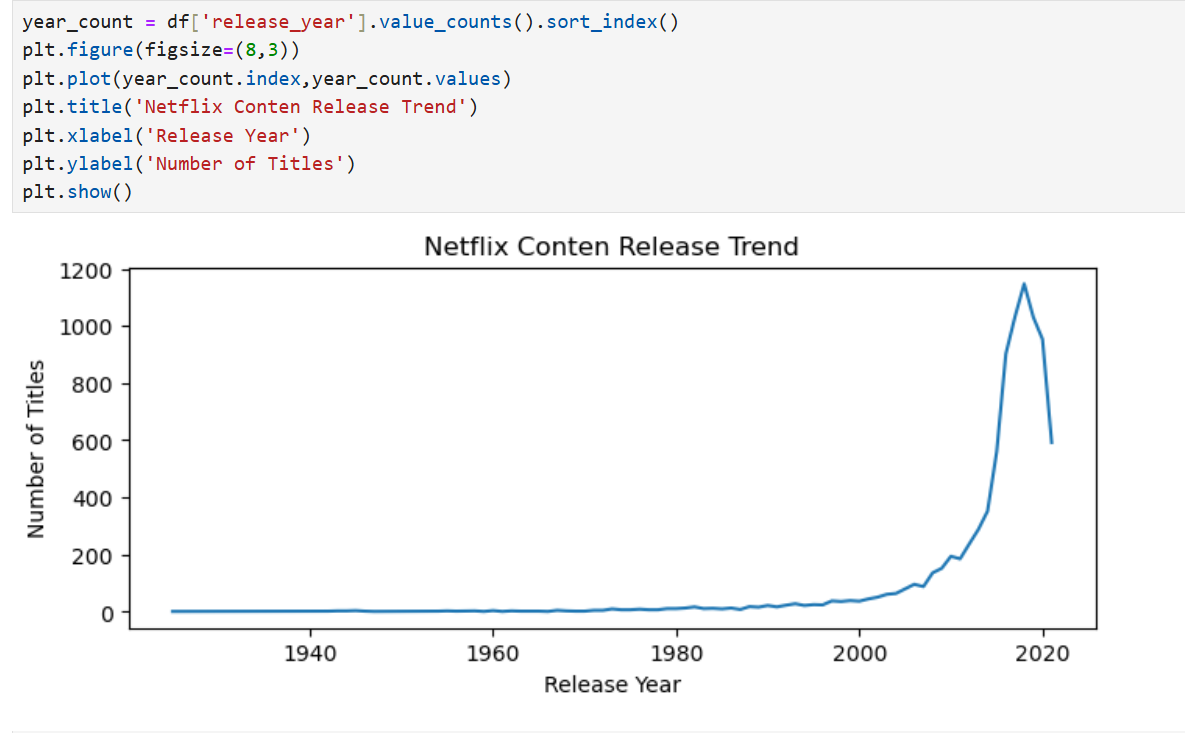 year_count = df['release_year'].value_counts().sort_index()
plt.figure(figsize=(8,3))
plt.plot(year_count.index,year_count.values)
plt.title('Netflix Conten Release Trend')
plt.xlabel('Release Year')
plt.ylabel('Number of Titles')
plt.show()
Netflix Conten Release Trend
Number of Titles
1200
1000
800
600
400
200
0
1940 1960 1980 2000 2020
Release Year